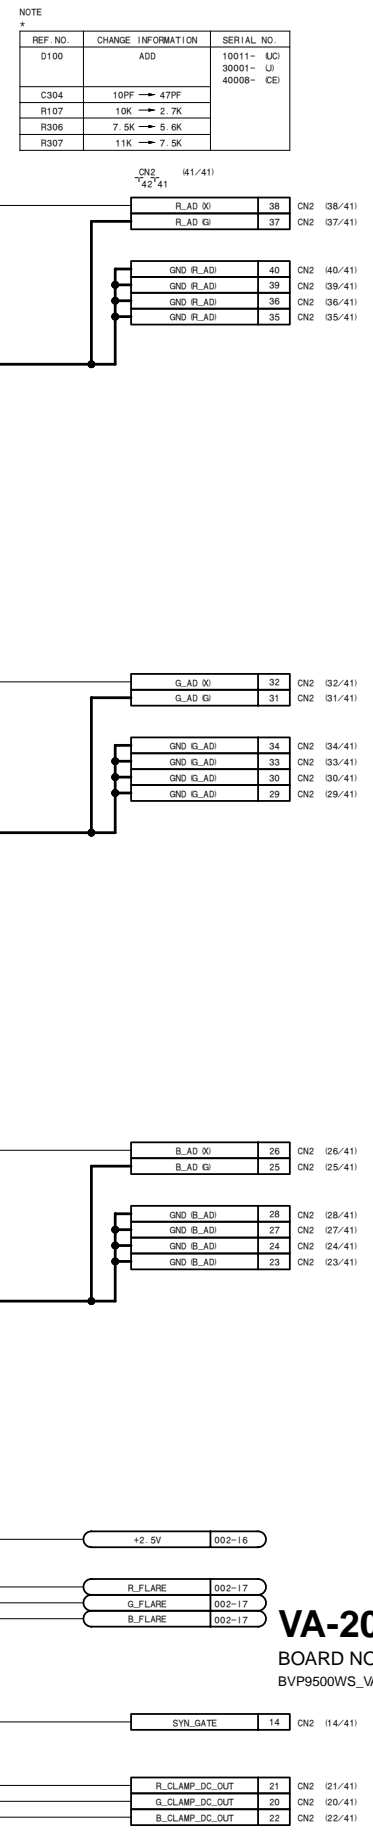 NOTE
*
REF. NO. CHANGE INFORMATION SERIAL NO.
D100 ADD 10011- (UC)
30001- (J)
40008- (CE)
C304 10PF → 47PF
R107 10K → 2.7K
R306 7.5K → 5.6K
R307 11K → 7.5K
CN2 (41/41)
42 41
R_AD (X) 38 CN2 (38/41)
R_AD (G) 37 CN2 (37/41)
GND (R_AD) 40 CN2 (40/41)
GND (R_AD) 39 CN2 (39/41)
GND (R_AD) 36 CN2 (36/41)
GND (R_AD) 35 CN2 (35/41)
G_AD (X) 32 CN2 (32/41)
G_AD (G) 31 CN2 (31/41)
GND (G_AD) 34 CN2 (34/41)
GND (G_AD) 33 CN2 (33/41)
GND (G_AD) 30 CN2 (30/41)
GND (G_AD) 29 CN2 (29/41)
B_AD (X) 26 CN2 (26/41)
B_AD (G) 25 CN2 (25/41)
GND (B_AD) 28 CN2 (28/41)
GND (B_AD) 27 CN2 (27/41)
GND (B_AD) 24 CN2 (24/41)
GND (B_AD) 23 CN2 (23/41)
+2.5V 002-I6
R_FLARE 002-I7
G_FLARE 002-I7
B_FLARE 002-I7
VA-20
BOARD NO
BVP9500WS_VA
SYN_GATE 14 CN2 (14/41)
R_CLAMP_DC_OUT 21 CN2 (21/41)
G_CLAMP_DC_OUT 20 CN2 (20/41)
B_CLAMP_DC_OUT 22 CN2 (22/41)